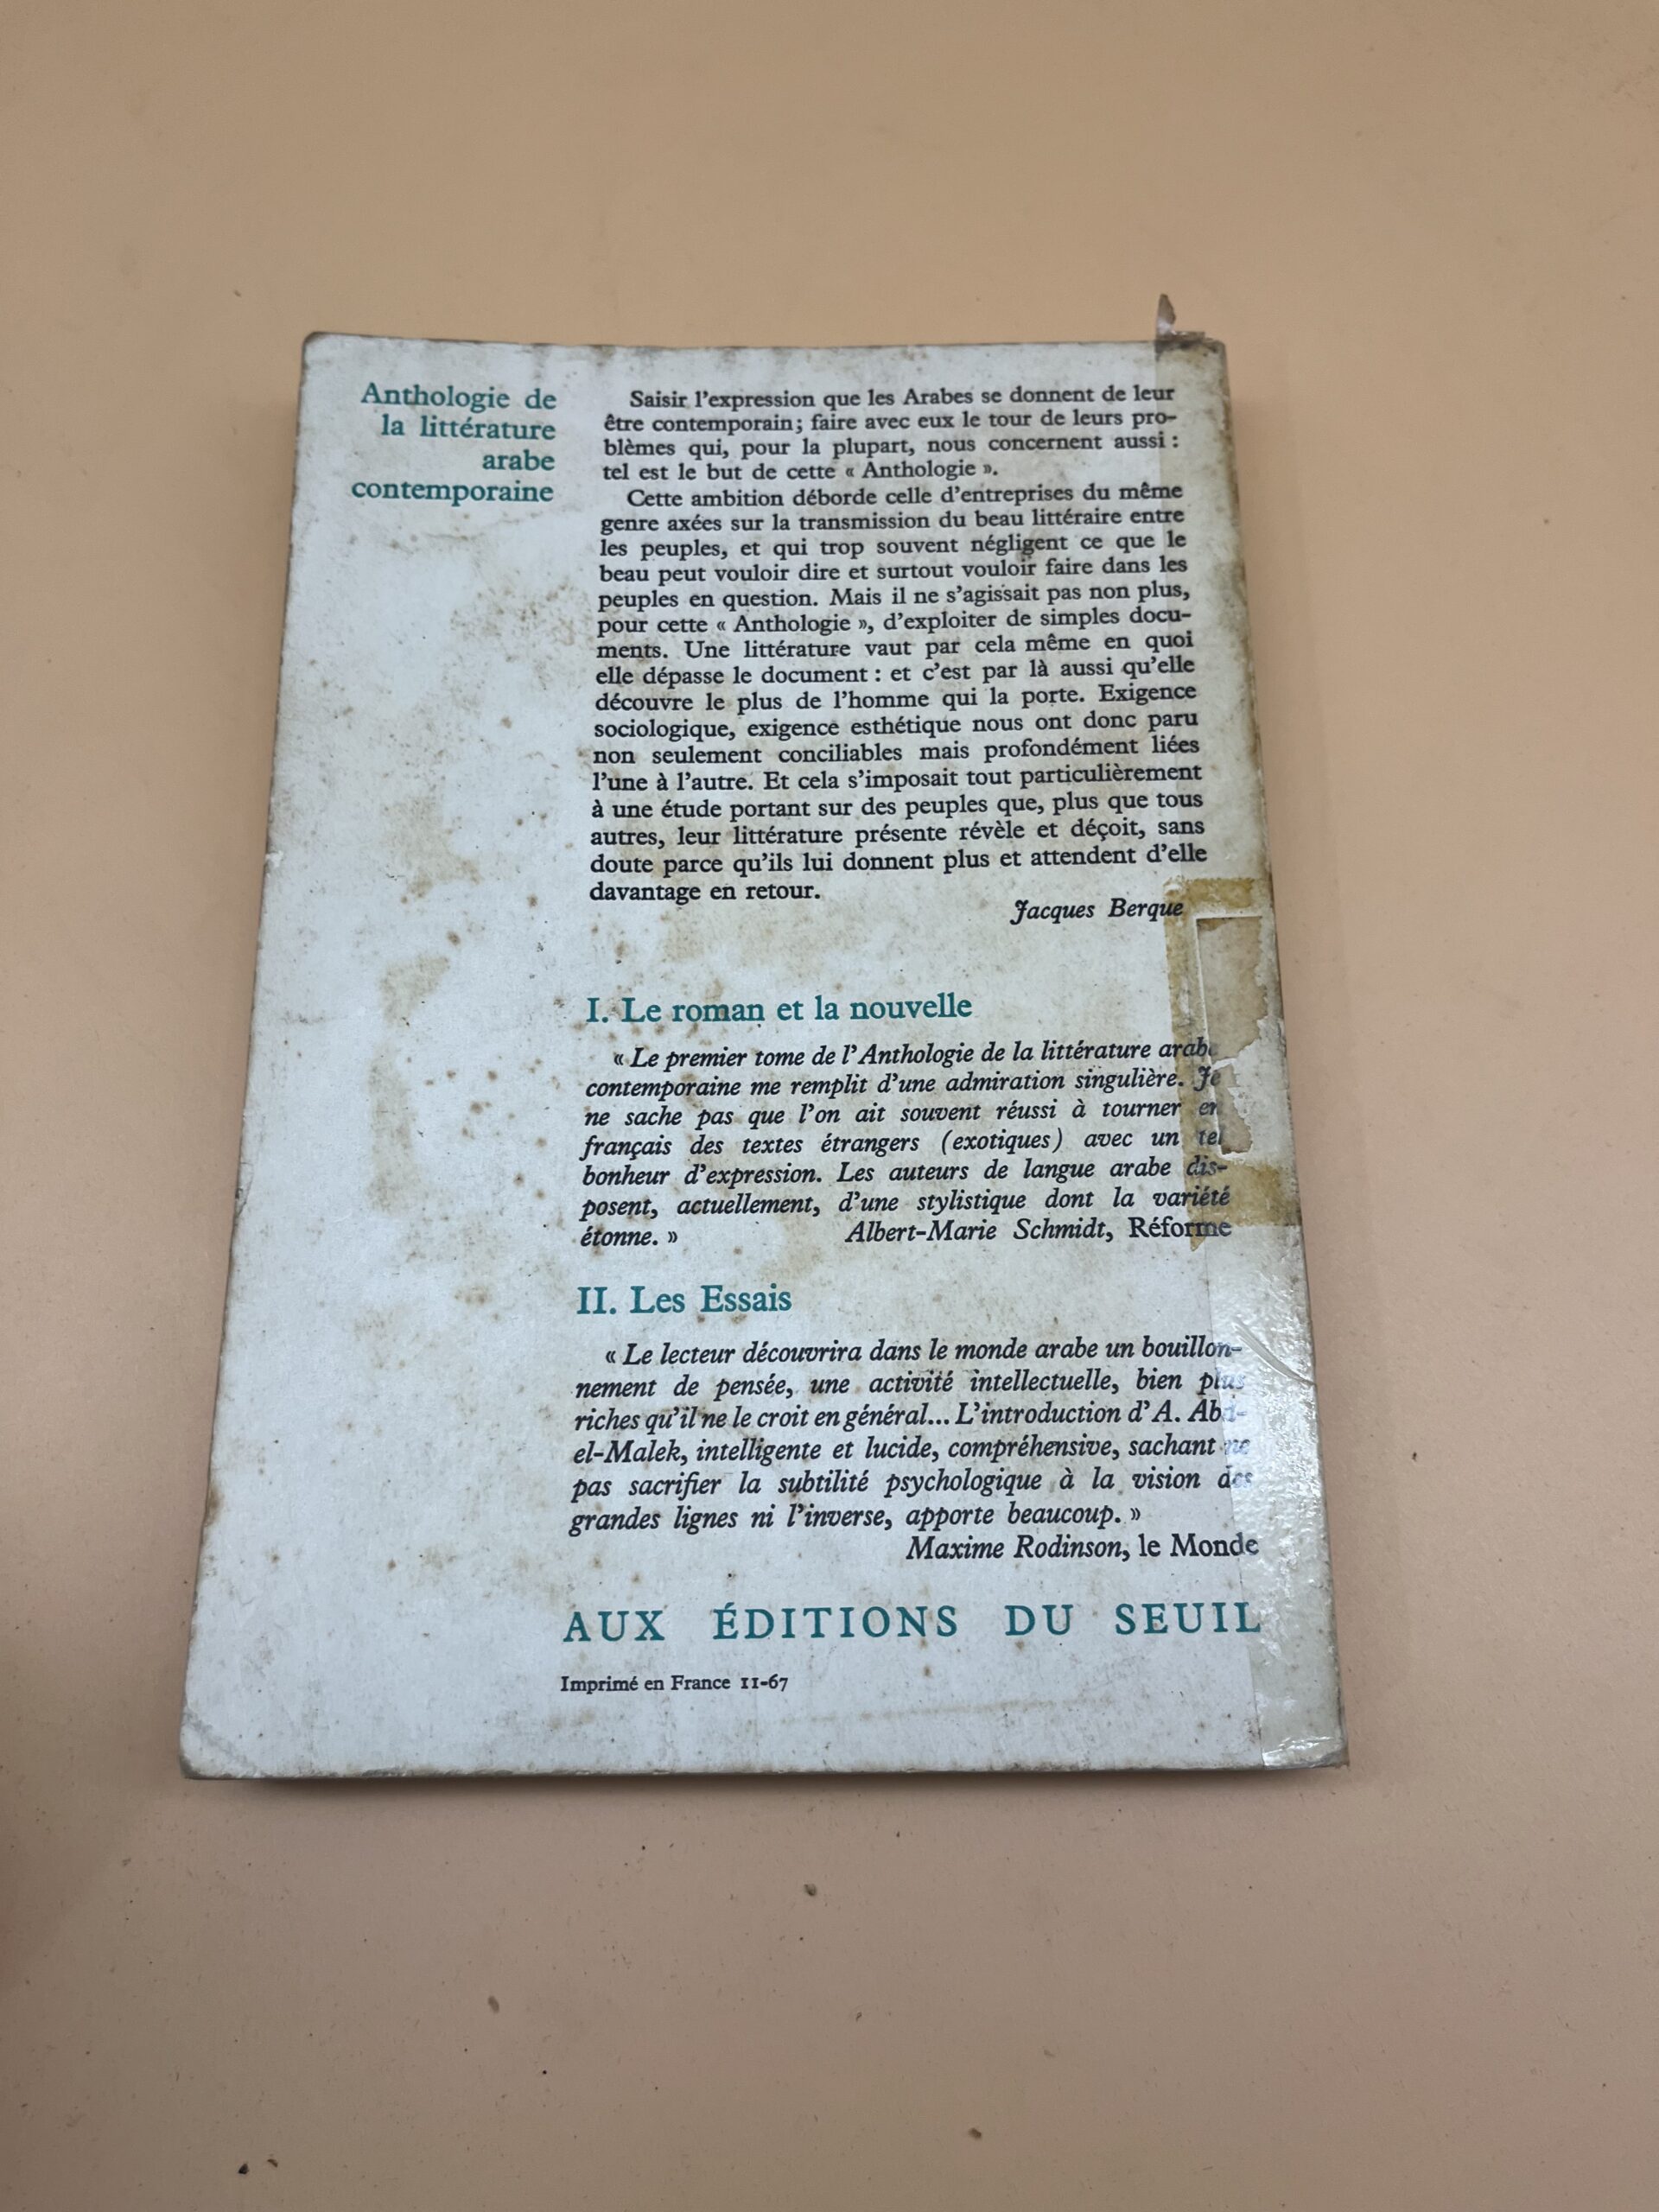 Anthologie de
la littérature
arabe
contemporaine
Saisir l'expression que les Arabes se donnent de leur
être contemporain; faire avec eux le tour de leurs pro-
blèmes qui, pour la plupart, nous concernent aussi :
tel est le but de cette « Anthologie ».
Cette ambition déborde celle d'entreprises du même
genre axées sur la transmission du beau littéraire entre
les peuples, et qui trop souvent négligent ce que le
beau peut vouloir dire et surtout vouloir faire dans les
peuples en question. Mais il ne s'agissait pas non plus,
pour cette « Anthologie », d'exploiter de simples docu-
ments. Une littérature vaut par cela même en quoi
elle dépasse le document : et c'est par là aussi qu'elle
découvre le plus de l'homme qui la porte. Exigence
sociologique, exigence esthétique nous ont donc paru
non seulement conciliables mais profondément liées
l'une à l'autre. Et cela s'imposait tout particulièrement
à une étude portant sur des peuples que, plus que tous
autres, leur littérature présente révèle et déçoit, sans
doute parce qu'ils lui donnent plus et attendent d'elle
davantage en retour.
Jacques Berque
I. Le roman et la nouvelle
« Le premier tome de l'Anthologie de la littérature arabe
contemporaine me remplit d'une admiration singulière. Je
ne sache pas que l'on ait souvent réussi à tourner en
français des textes étrangers (exotiques) avec un tel
bonheur d'expression. Les auteurs de langue arabe dis-
posent, actuellement, d'une stylistique dont la variété
étonne. » Albert-Marie Schmidt, Réforme
II. Les Essais
« Le lecteur découvrira dans le monde arabe un bouillon-
nement de pensée, une activité intellectuelle, bien plus
riches qu'il ne le croit en général... L'introduction d'A. Abd-
el-Malek, intelligente et lucide, compréhensive, sachant ne
pas sacrifier la subtilité psychologique à la vision des
grandes lignes ni l'inverse, apporte beaucoup. »
Maxime Rodinson, le Monde
AUX ÉDITIONS DU SEUIL
Imprimé en France 11-67